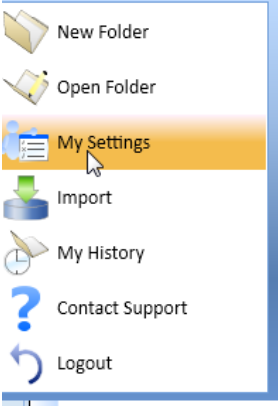 New Folder
Open Folder
My Settings
Import
My History
Contact Support
Logout